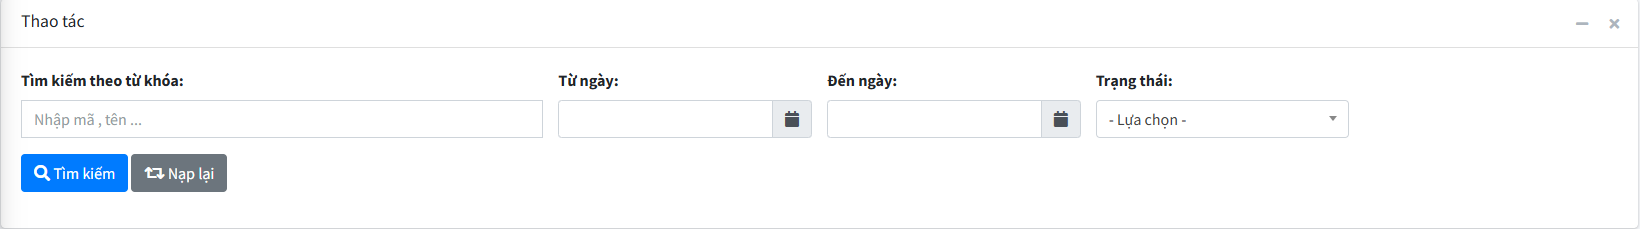 Thao tác
Tìm kiếm theo từ khóa:
Từ ngày:
Đến ngày:
Trạng thái:
Nhập mã , tên ...
- Lựa chọn -
Tìm kiếm
Nạp lại